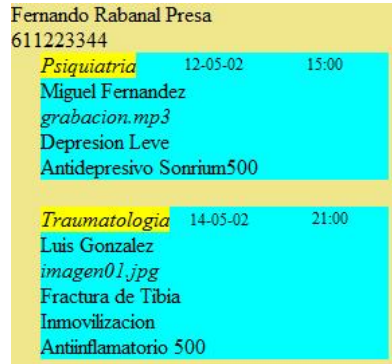 Fernando Rabanal Presa
611223344
Psiquiatria 12-05-02 15:00
Miguel Fernandez
grabacion.mp3
Depresion Leve
Antidepresivo Sonrium500
Traumatologia 14-05-02 21:00
Luis Gonzalez
imagen01.jpg
Fractura de Tibia
Inmovilizacion
Antiinflamatorio 500